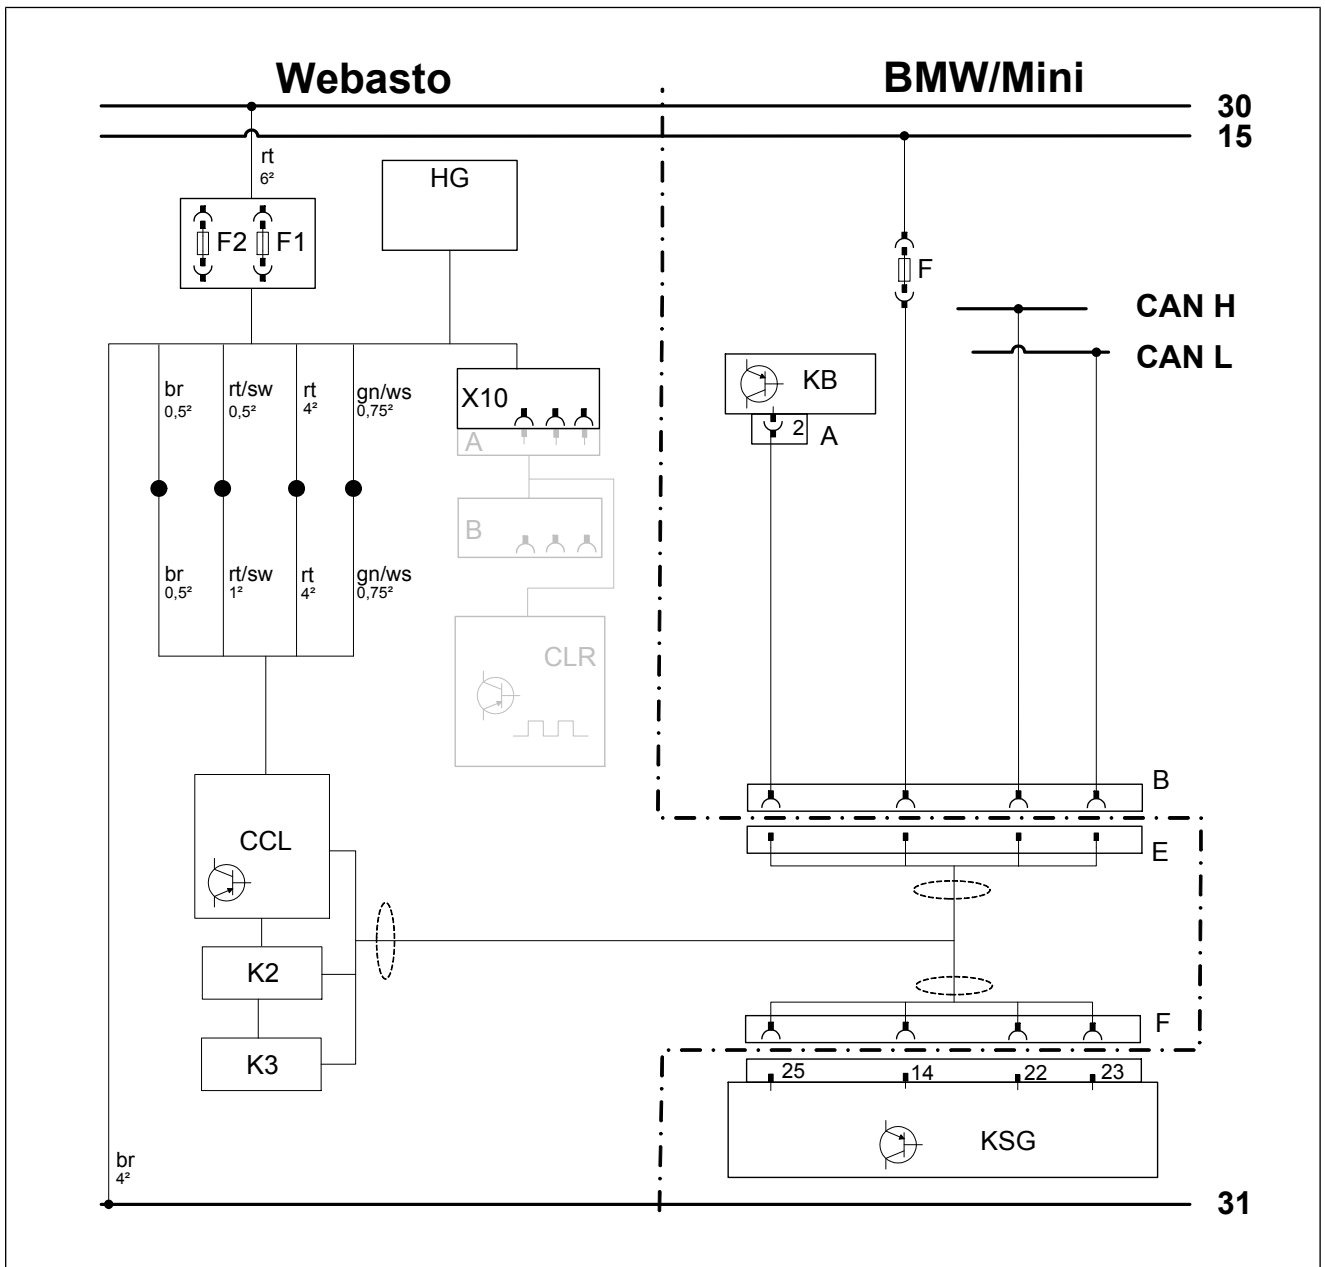 Webasto
BMW/Mini
30
15
rt
6²
HG
F2
F1
F
CAN H
CAN L
br
0,5²
rt/sw
0,5²
rt
4²
gn/ws
0,75²
X10
A
KB
2
A
B
br
0,5²
rt/sw
1²
rt
4²
gn/ws
0,75²
CLR
B
CCL
E
K2
F
K3
25
14
22
23
KSG
br
4²
31